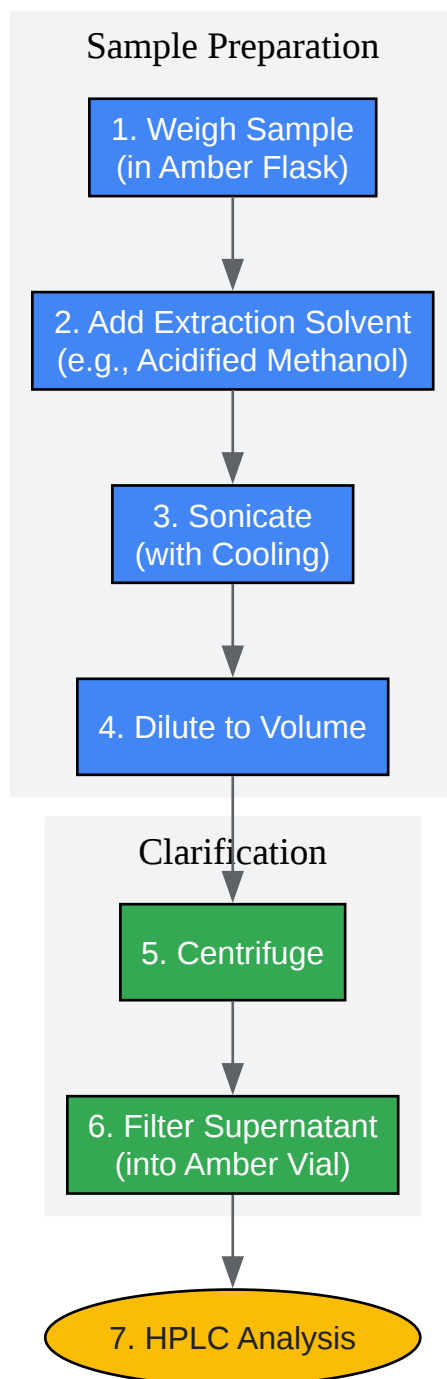 Sample Preparation
1. Weigh Sample
(in Amber Flask)
2. Add Extraction Solvent
(e.g., Acidified Methanol)
3. Sonicate
(with Cooling)
4. Dilute to Volume
Clarification
5. Centrifuge
6. Filter Supernatant
(into Amber Vial)
7. HPLC Analysis